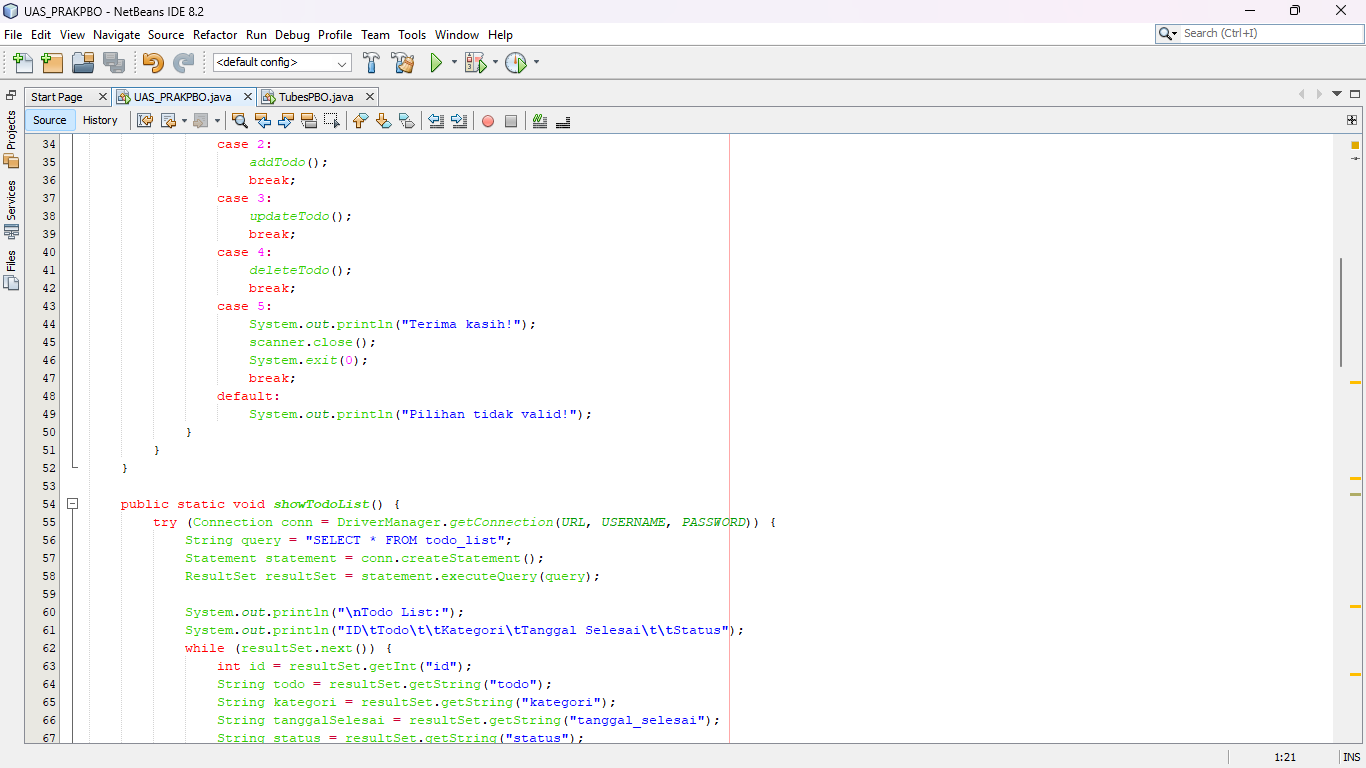 UAS_PRAKPBO - NetBeans IDE 8.2
File Edit View Navigate Source Refactor Run Debug Profile Team Tools Window Help
Search (Ctrl+I)
<default config>
Start Page UAS_PRAKPBO.java TubesPBO.java
Source History
Projects
Services
Files
34 case 2:
35 addTodo();
36 break;
37 case 3:
38 updateTodo();
39 break;
40 case 4:
41 deleteTodo();
42 break;
43 case 5:
44 System.out.println("Terima kasih!");
45 scanner.close();
46 System.exit(0);
47 break;
48 default:
49 System.out.println("Pilihan tidak valid!");
50 }
51 }
52 }
53
54 public static void showTodoList() {
55 try (Connection conn = DriverManager.getConnection(URL, USERNAME, PASSWORD)) {
56 String query = "SELECT * FROM todo_list";
57 Statement statement = conn.createStatement();
58 ResultSet resultSet = statement.executeQuery(query);
59
60 System.out.println("\nTodo List:");
61 System.out.println("ID\tTodo\t\tKategori\tTanggal Selesai\t\tStatus");
62 while (resultSet.next()) {
63 int id = resultSet.getInt("id");
64 String todo = resultSet.getString("todo");
65 String kategori = resultSet.getString("kategori");
66 String tanggalSelesai = resultSet.getString("tanggal_selesai");
67 String status = resultSet.getString("status");
1:21 INS